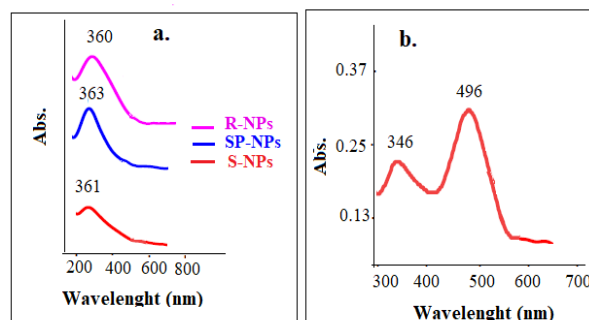 a.
360
363
361
R-NPs
SP-NPs
S-NPs
Abs.
200 400 600 800
Wavelenght (nm)
b.
496
346
0.37
0.25
0.13
Abs.
300 400 500 600 700
Wavelenght (nm)